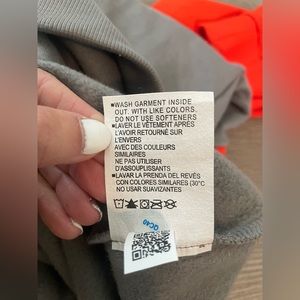 ▪WASH GARMENT INSIDE
OUT. WITH LIKE COLORS.
DO NOT USE SOFTENERS
▪LAVER LE VÊTEMENT APRÈS
L'AVOIR RETOURNÉ SUR
L'ENVERS
AVEC DES COULEURS
SIMILAIRES
NE PAS UTILISER
D'ASSOUPLISSANTS
▪LAVAR LA PRENDA DEL REVÉS
CON COLORES SIMILARES (30°C
NO USAR SUAVIZANTES
QC40